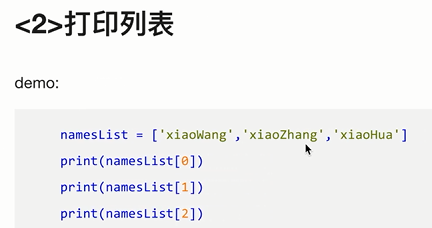 <2>打印列表
demo:
namesList = ['xiaoWang','xiaoZhang','xiaoHua']
print(namesList[0])
print(namesList[1])
print(namesList[2])